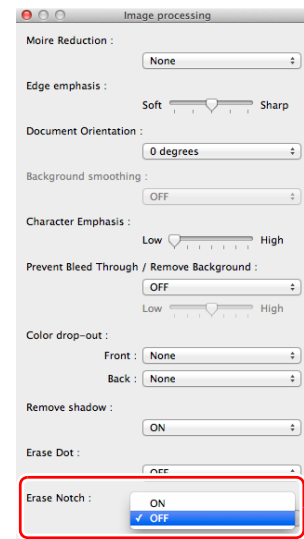 Image processing
Moire Reduction :
None
Edge emphasis :
Soft Sharp
Document Orientation :
0 degrees
Background smoothing :
OFF
Character Emphasis :
Low High
Prevent Bleed Through / Remove Background :
OFF
Low High
Color drop-out :
Front : None
Back : None
Remove shadow :
ON
Erase Dot :
OFF
Erase Notch :
ON
✓ OFF